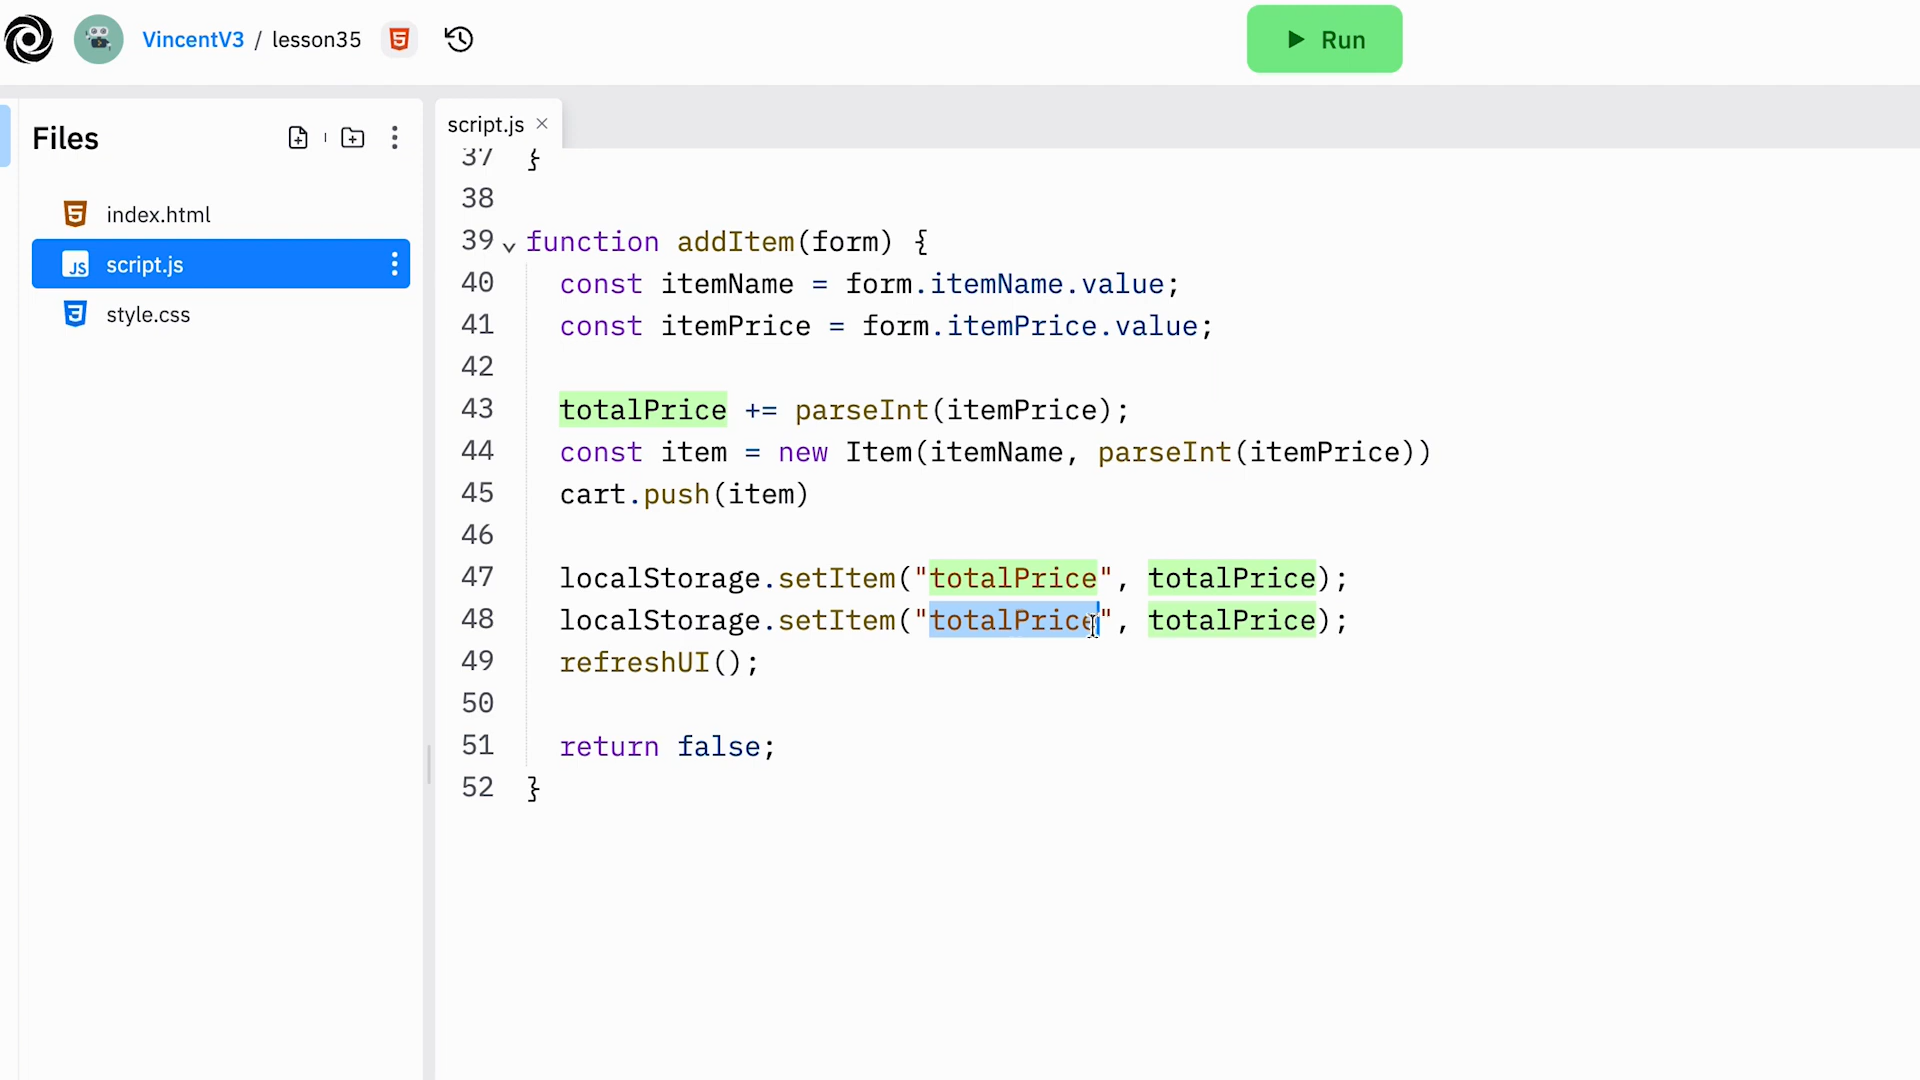 VincentV3 / lesson35
Run
Files
index.html
script.js
style.css
script.js
37 }
38
39 function addItem(form) {
40 const itemName = form.itemName.value;
41 const itemPrice = form.itemPrice.value;
42
43 totalPrice += parseInt(itemPrice);
44 const item = new Item(itemName, parseInt(itemPrice))
45 cart.push(item)
46
47 localStorage.setItem("totalPrice", totalPrice);
48 localStorage.setItem("totalPrice", totalPrice);
49 refreshUI();
50
51 return false;
52 }